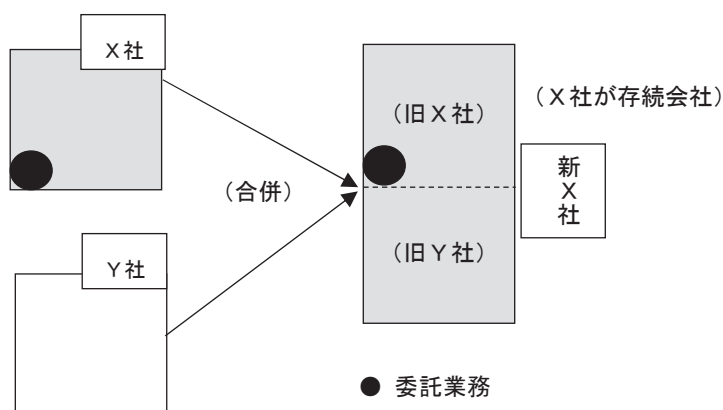 X社
(旧X社)
(X社が存続会社)
(合併)
新X社
Y社
(旧Y社)
● 委託業務